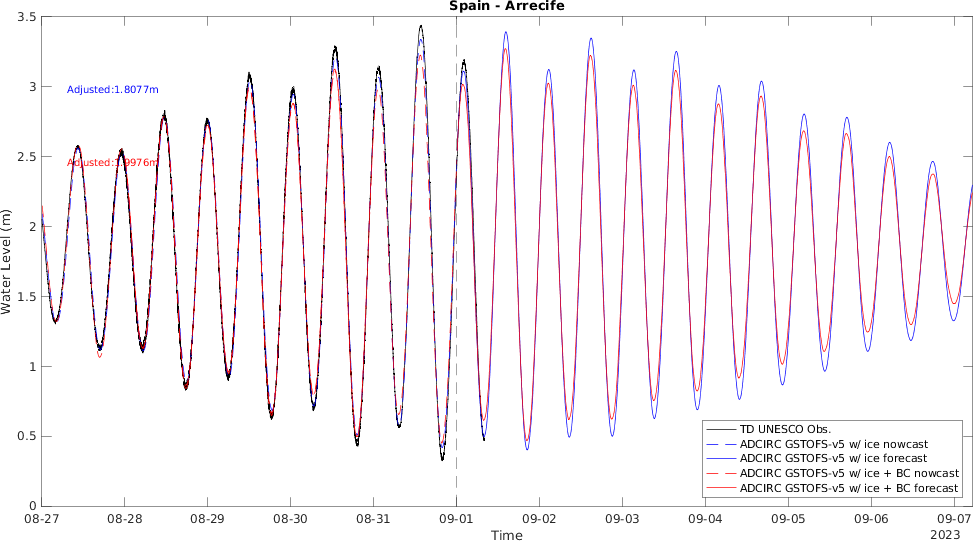 Spain - Arrecife
3.5
3
2.5
2
1.5
1
0.5
0
Water Level (m)
Adjusted:1.8077m
Adjusted:1.9976m
TD UNESCO Obs.
ADCIRC GSTOFS-v5 w/ ice nowcast
ADCIRC GSTOFS-v5 w/ ice forecast
ADCIRC GSTOFS-v5 w/ ice + BC nowcast
ADCIRC GSTOFS-v5 w/ ice + BC forecast
08-27 08-28 08-29 08-30 08-31 09-01 09-02 09-03 09-04 09-05 09-06 09-07
Time
2023